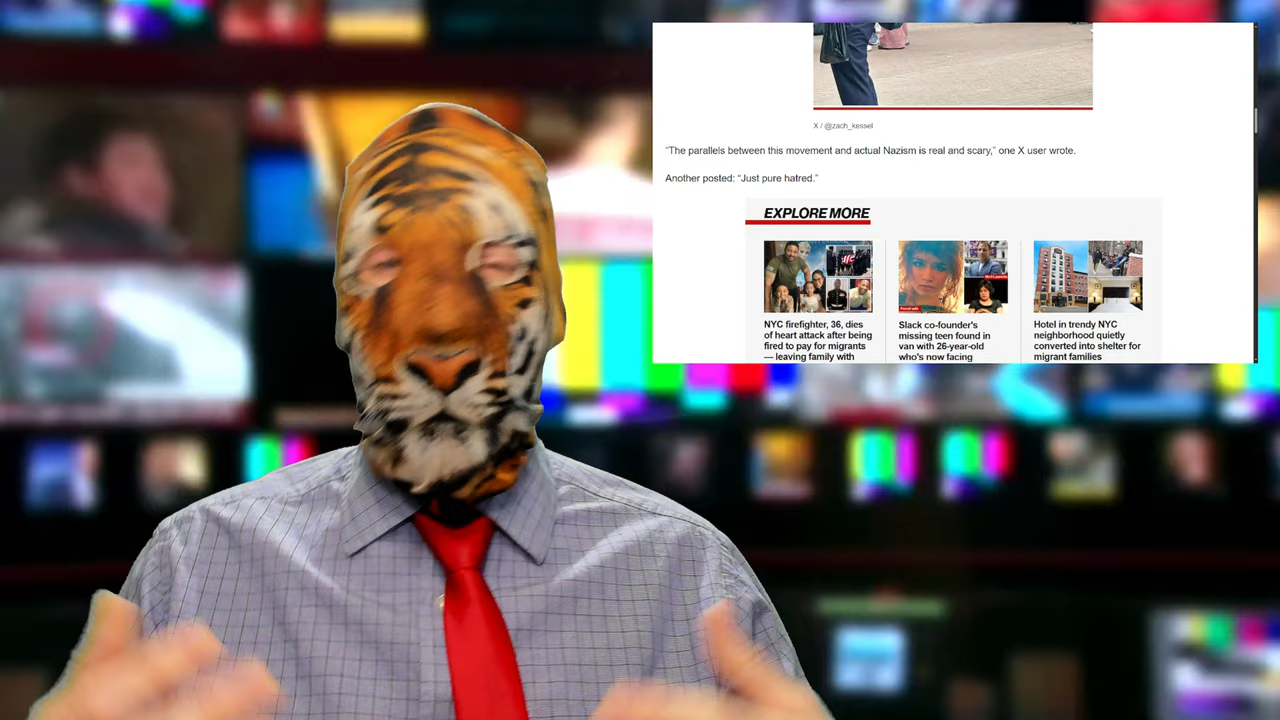 X / @zach_kessel
“The parallels between this movement and actual Nazism is real and scary,” one X user wrote.
Another posted: “Just pure hatred.”
EXPLORE MORE
NYC firefighter, 36, dies
of heart attack after being
fired to pay for migrants
— leaving family with
Slack co-founder's
missing teen found in
van with 26-year-old
who's now facing
Hotel in trendy NYC
neighborhood quietly
converted into shelter for
migrant families